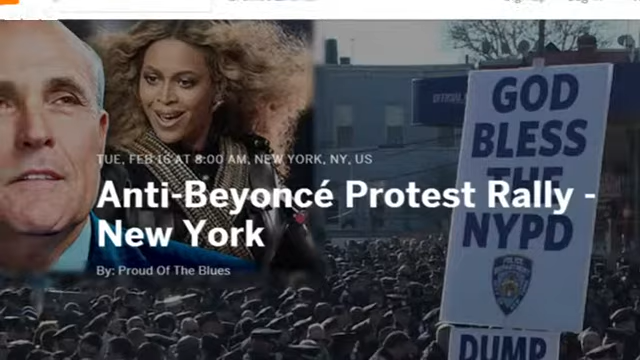 TUE, FEB 16 AT 8:00 AM, NEW YORK, NY, US
Anti-Beyoncé Protest Rally -
New York
By: Proud Of The Blues
GOD
BLESS
THE
NYPD
DUMP